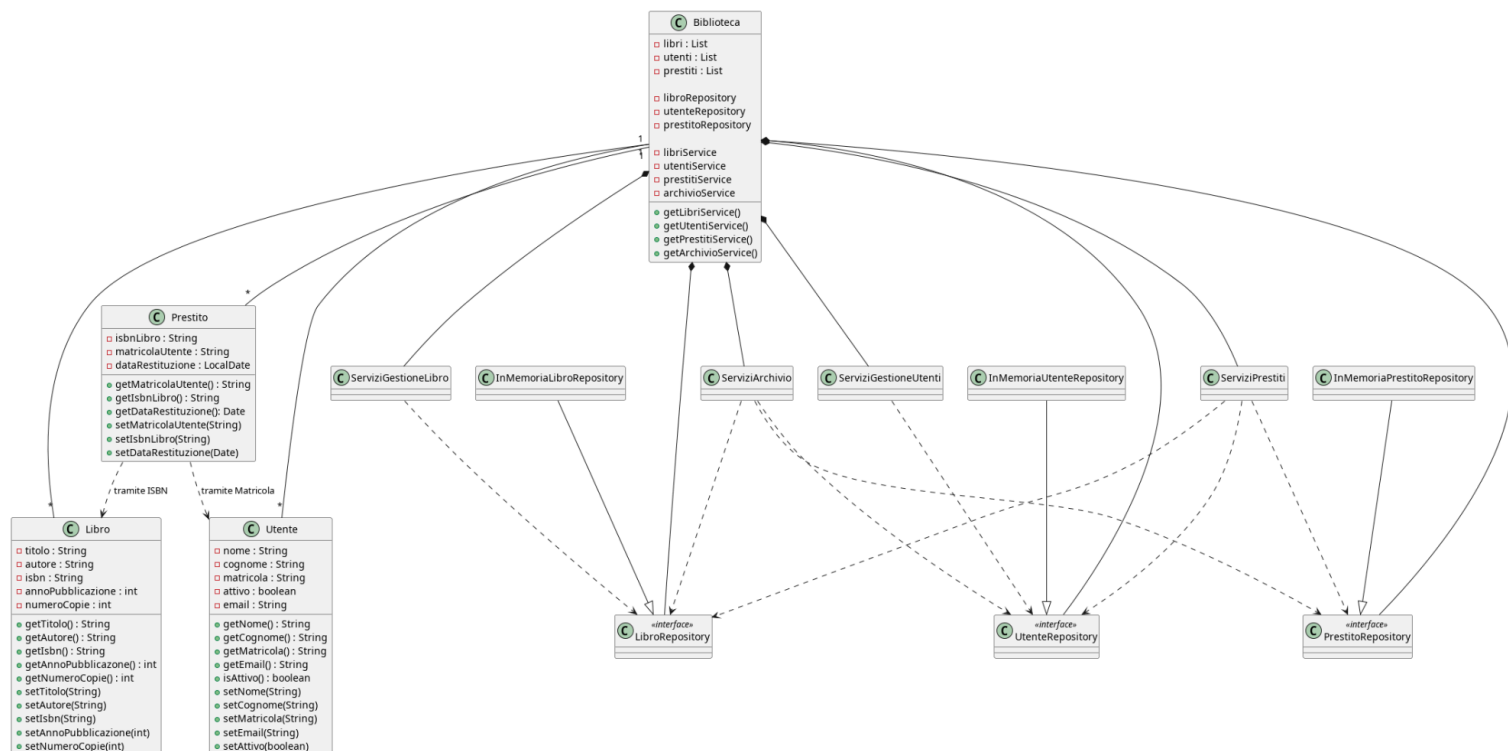 C Biblioteca
libri : List
utenti : List
prestiti : List
libroRepository
utenteRepository
prestitoRepository
libriService
utentiService
prestitiService
archivioService
getLibriService()
getUtentiService()
getPrestitiService()
getArchivioService()
1
1
1
*
C Prestito
isbnLibro : String
matricolaUtente : String
dataRestituzione : LocalDate
getMatricolaUtente() : String
getIsbnLibro() : String
getDataRestituzione(): Date
setMatricolaUtente(String)
setIsbnLibro(String)
setDataRestituzione(Date)
C ServiziGestioneLibro
C InMemoriaLibroRepository
C ServiziArchivio
C ServiziGestioneUtenti
C InMemoriaUtenteRepository
C ServiziPrestiti
C InMemoriaPrestitoRepository
tramite ISBN
tramite Matricola
*
*
C Libro
titolo : String
autore : String
isbn : String
annoPubblicazione : int
numeroCopie : int
getTitolo() : String
getAutore() : String
getIsbn() : String
getAnnoPubblicazone() : int
getNumeroCopie() : int
setTitolo(String)
setAutore(String)
setIsbn(String)
setAnnoPubblicazione(int)
setNumeroCopie(int)
C Utente
nome : String
cognome : String
matricola : String
attivo : boolean
email : String
getNome() : String
getCognome() : String
getMatricola() : String
getEmail() : String
isAttivo() : boolean
setNome(String)
setCognome(String)
setMatricola(String)
setEmail(String)
setAttivo(boolean)
«interface»
C LibroRepository
«interface»
C UtenteRepository
«interface»
C PrestitoRepository